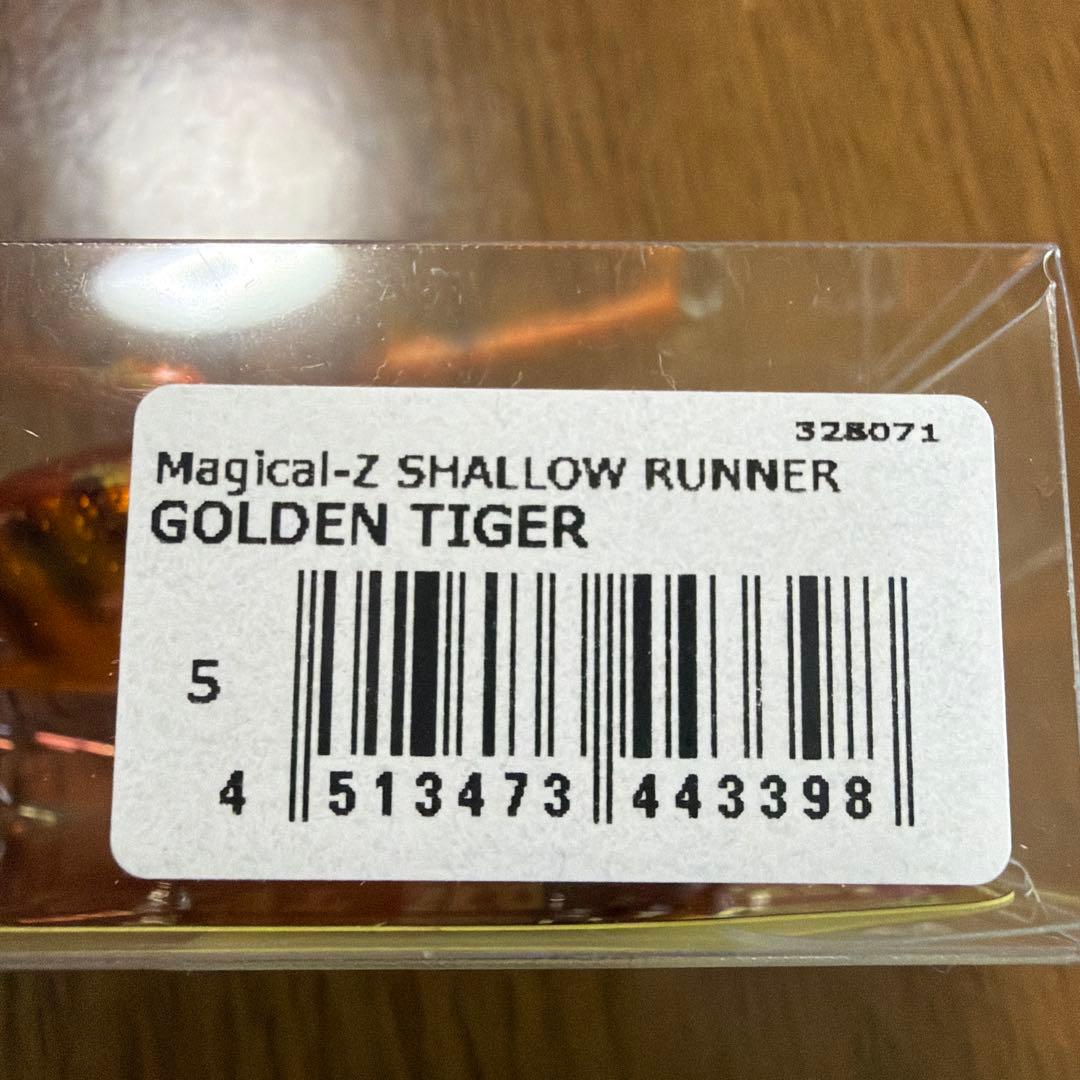 328071
Magical-Z SHALLOW RUNNER
GOLDEN TIGER
5
4 513473 443398